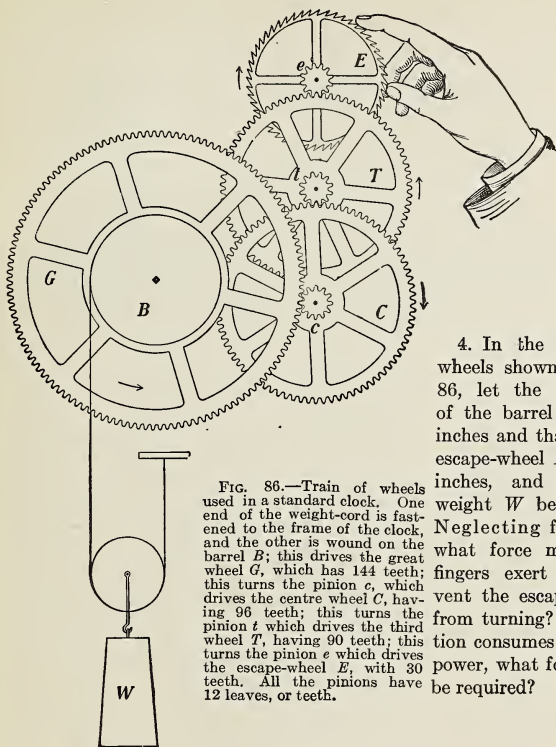 e
E
t
T
G
B
c
C
4. In the
wheels shown
86, let the
of the barrel
inches and tha
escape-wheel
inches, and
weight W be
Neglecting f
what force m
fingers exert
vent the escap
from turning?
tion consumes
power, what fo
be required?
FIG. 86.—Train of wheels
used in a standard clock. One
end of the weight-cord is fast-
ened to the frame of the clock,
and the other is wound on the
barrel B; this drives the great
wheel G, which has 144 teeth;
this turns the pinion c, which
drives the centre wheel C, hav-
ing 96 teeth; this turns the
pinion t which drives the third
wheel T, having 90 teeth; this
turns the pinion e which drives
the escape-wheel E, with 30
teeth. All the pinions have
12 leaves, or teeth.
W